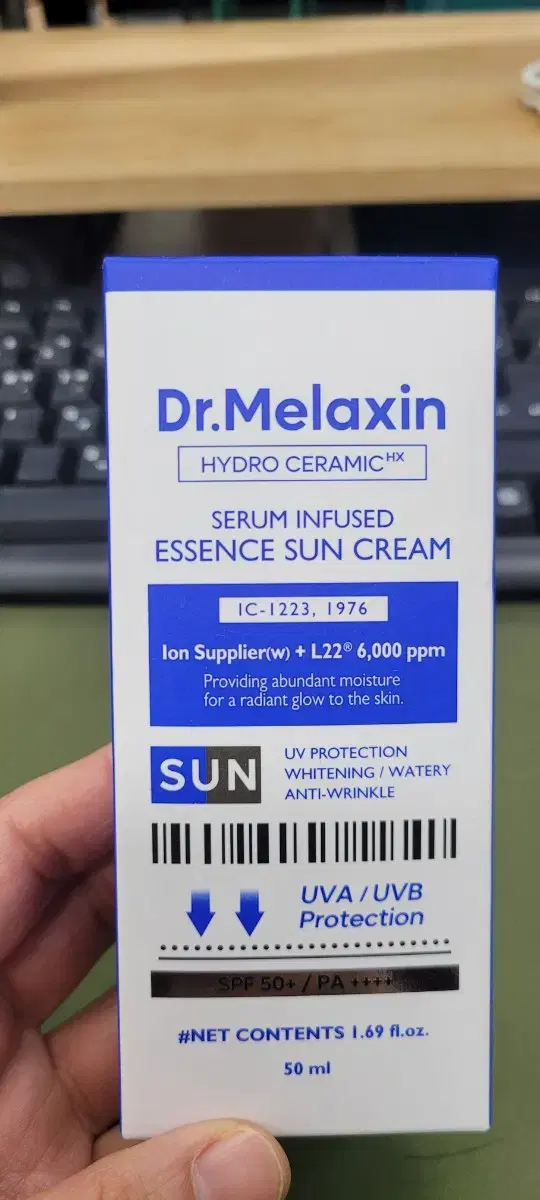 Dr.Melaxin
HYDRO CERAMICᴴˣ
SERUM INFUSED
ESSENCE SUN CREAM
IC-1223, 1976
Ion Supplier(w) + L22® 6,000 ppm
Providing abundant moisture
for a radiant glow to the skin.
SUN
UV PROTECTION
WHITENING / WATERY
ANTI-WRINKLE
UVA / UVB
Protection
SPF 50+ / PA ++++
#NET CONTENTS 1.69 fl.oz.
50 ml